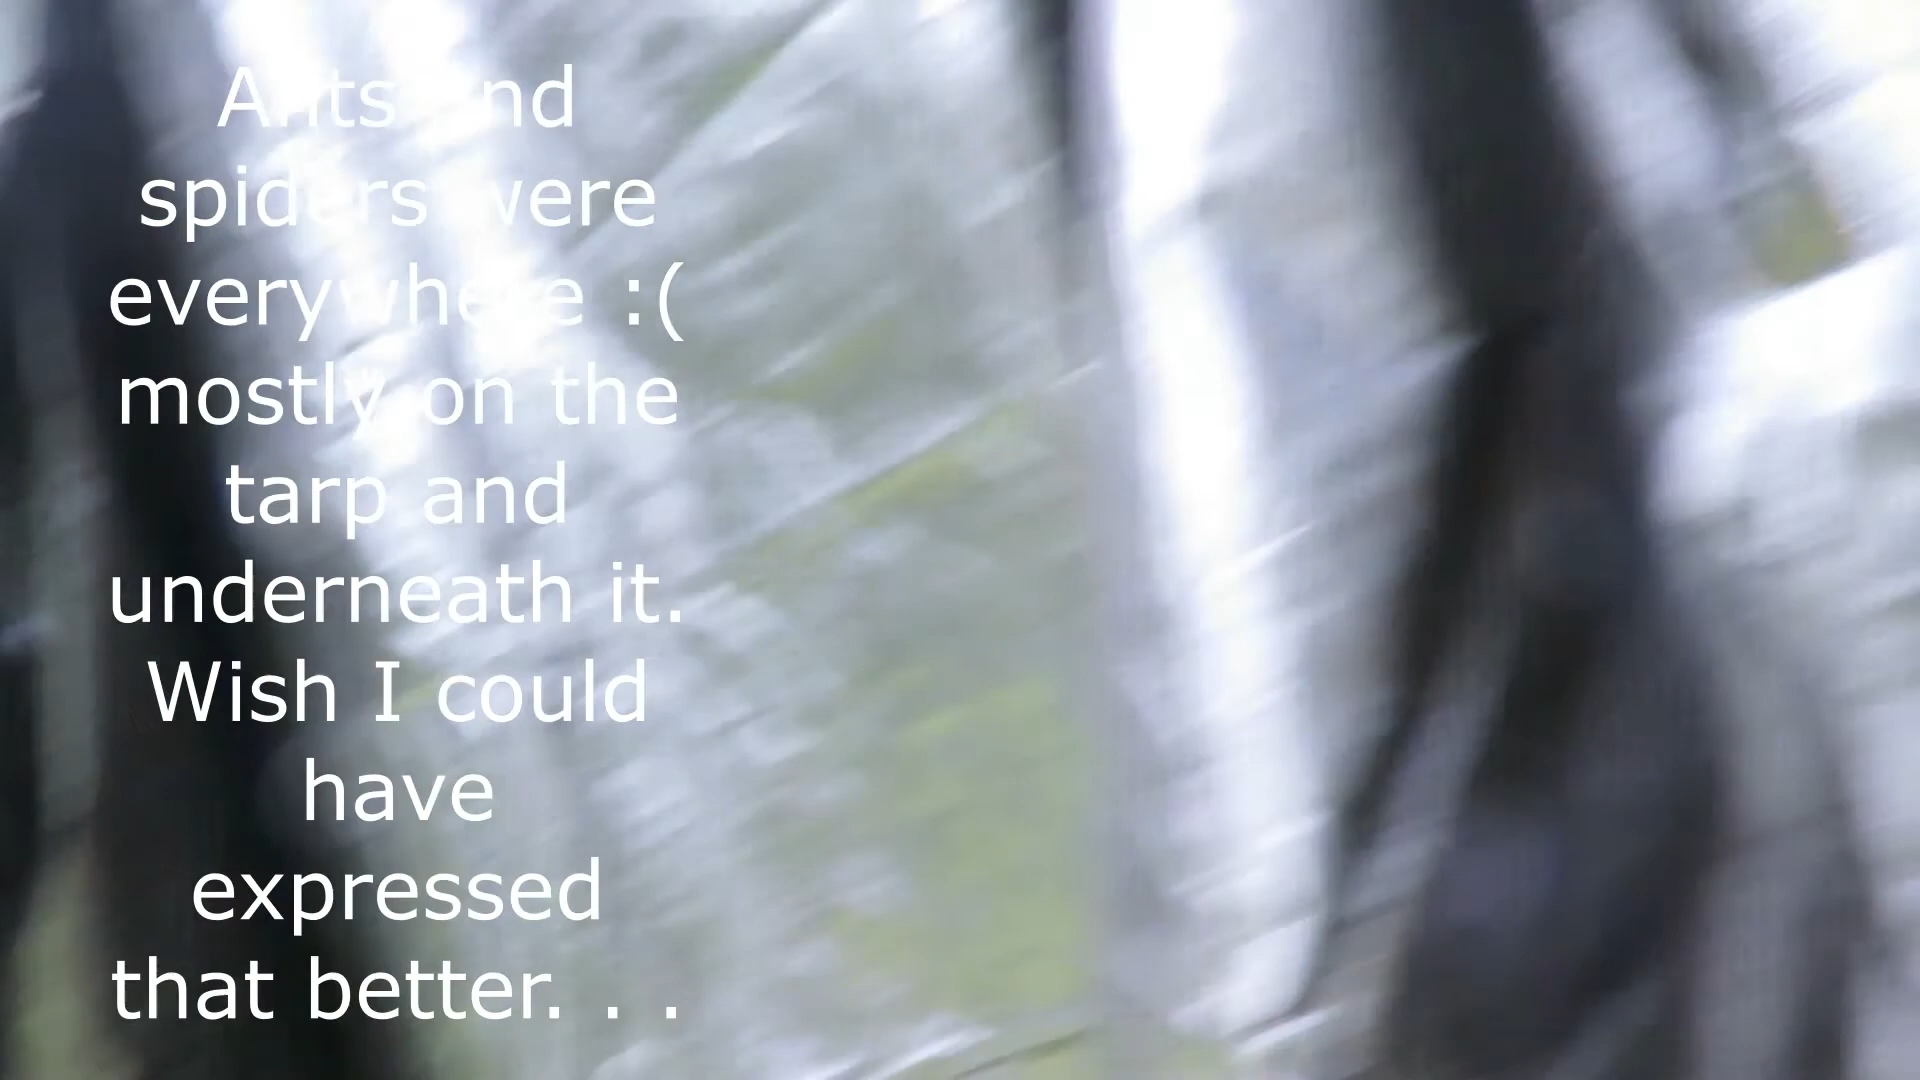 Ants and
spiders were
everywhere :(
mostly on the
tarp and
underneath it.
Wish I could
have
expressed
that better. . .